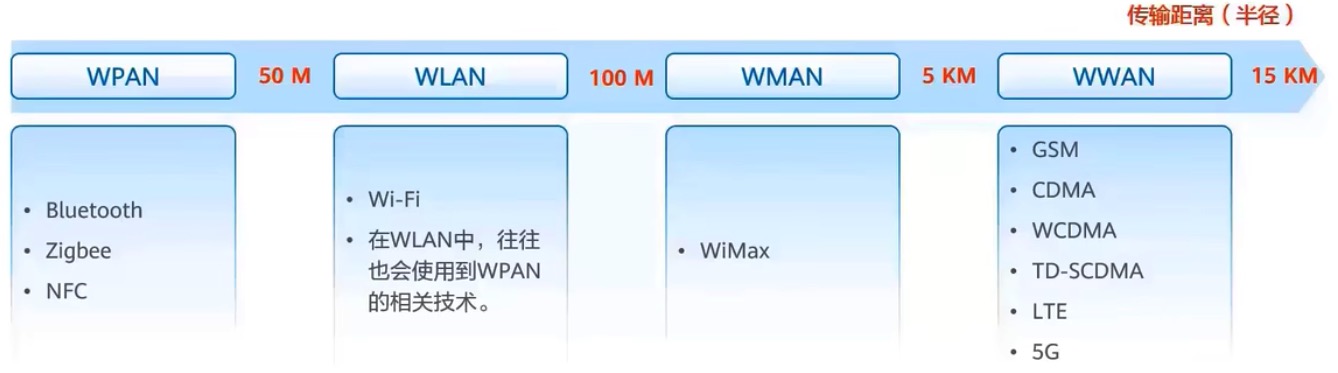 传输距离（半径）
WPAN 50 M WLAN 100 M WMAN 5 KM WWAN 15 KM
• Bluetooth
• Zigbee
• NFC
• Wi-Fi
• 在WLAN中，往往
也会使用到WPAN
的相关技术。
• WiMax
• GSM
• CDMA
• WCDMA
• TD-SCDMA
• LTE
• 5G